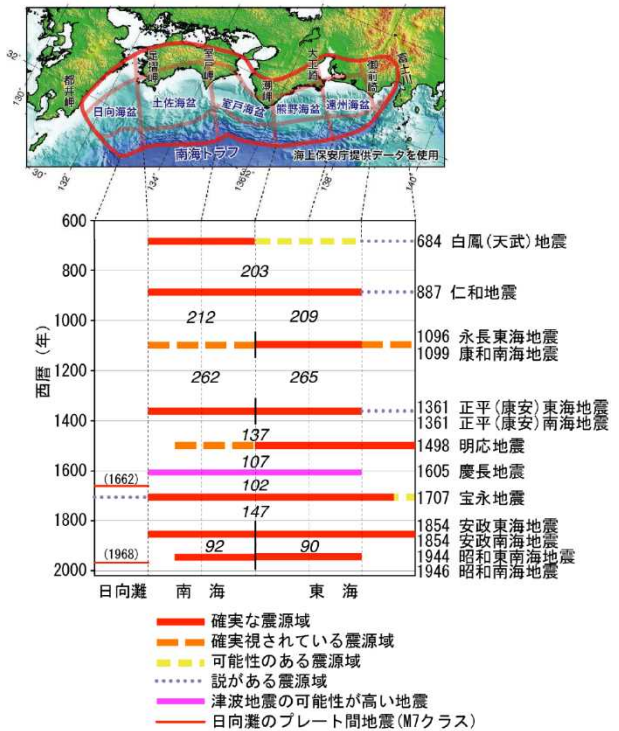 足摺岬
室戸岬
潮岬
大王崎
御前崎
富士川
都井岬
日向海盆
土佐海盆
室戸海盆
熊野海盆
遠州海盆
南海トラフ
海上保安庁提供データを使用
32°
130°
30°
132°
134°
136°
138°
140°
西暦(年)
600
800
1000
1200
1400
1600
1800
2000
684 白鳳(天武)地震
203
887 仁和地震
212 209
1096 永長東海地震
1099 康和南海地震
262 265
1361 正平(康安)東海地震
1361 正平(康安)南海地震
137
1498 明応地震
107
1605 慶長地震
(1662)
102
1707 宝永地震
147
1854 安政東海地震
1854 安政南海地震
92 90
1944 昭和東南海地震
(1968)
1946 昭和南海地震
日向灘 南 海 東 海
確実な震源域
確実視されている震源域
可能性のある震源域
説がある震源域
津波地震の可能性が高い地震
日向灘のプレート間地震(M7クラス)